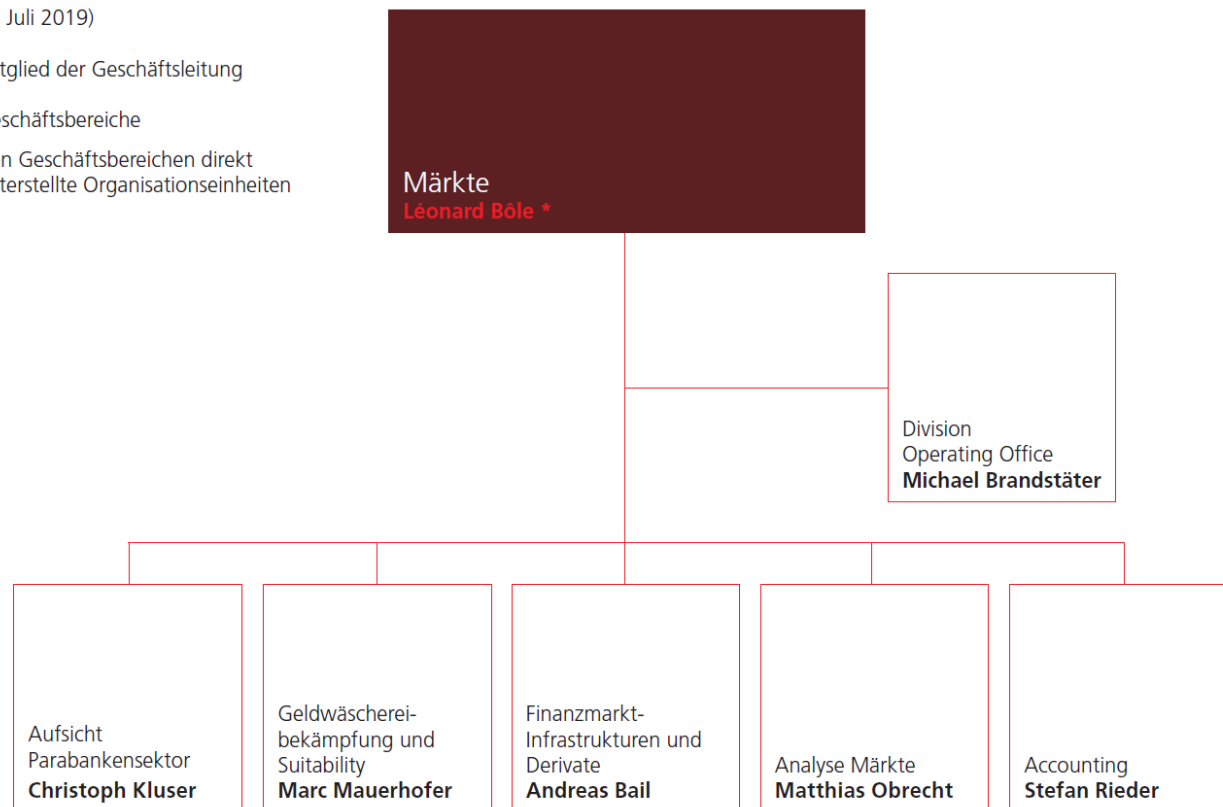 Juli 2019)
tglied der Geschäftsleitung
eschäftsbereiche
n Geschäftsbereichen direkt
terstellte Organisationseinheiten
Märkte
Léonard Bôle *
Division
Operating Office
Michael Brandstäter
Aufsicht
Parabankensektor
Christoph Kluser
Geldwäscherei-
bekämpfung und
Suitability
Marc Mauerhofer
Finanzmarkt-
Infrastrukturen und
Derivate
Andreas Bail
Analyse Märkte
Matthias Obrecht
Accounting
Stefan Rieder